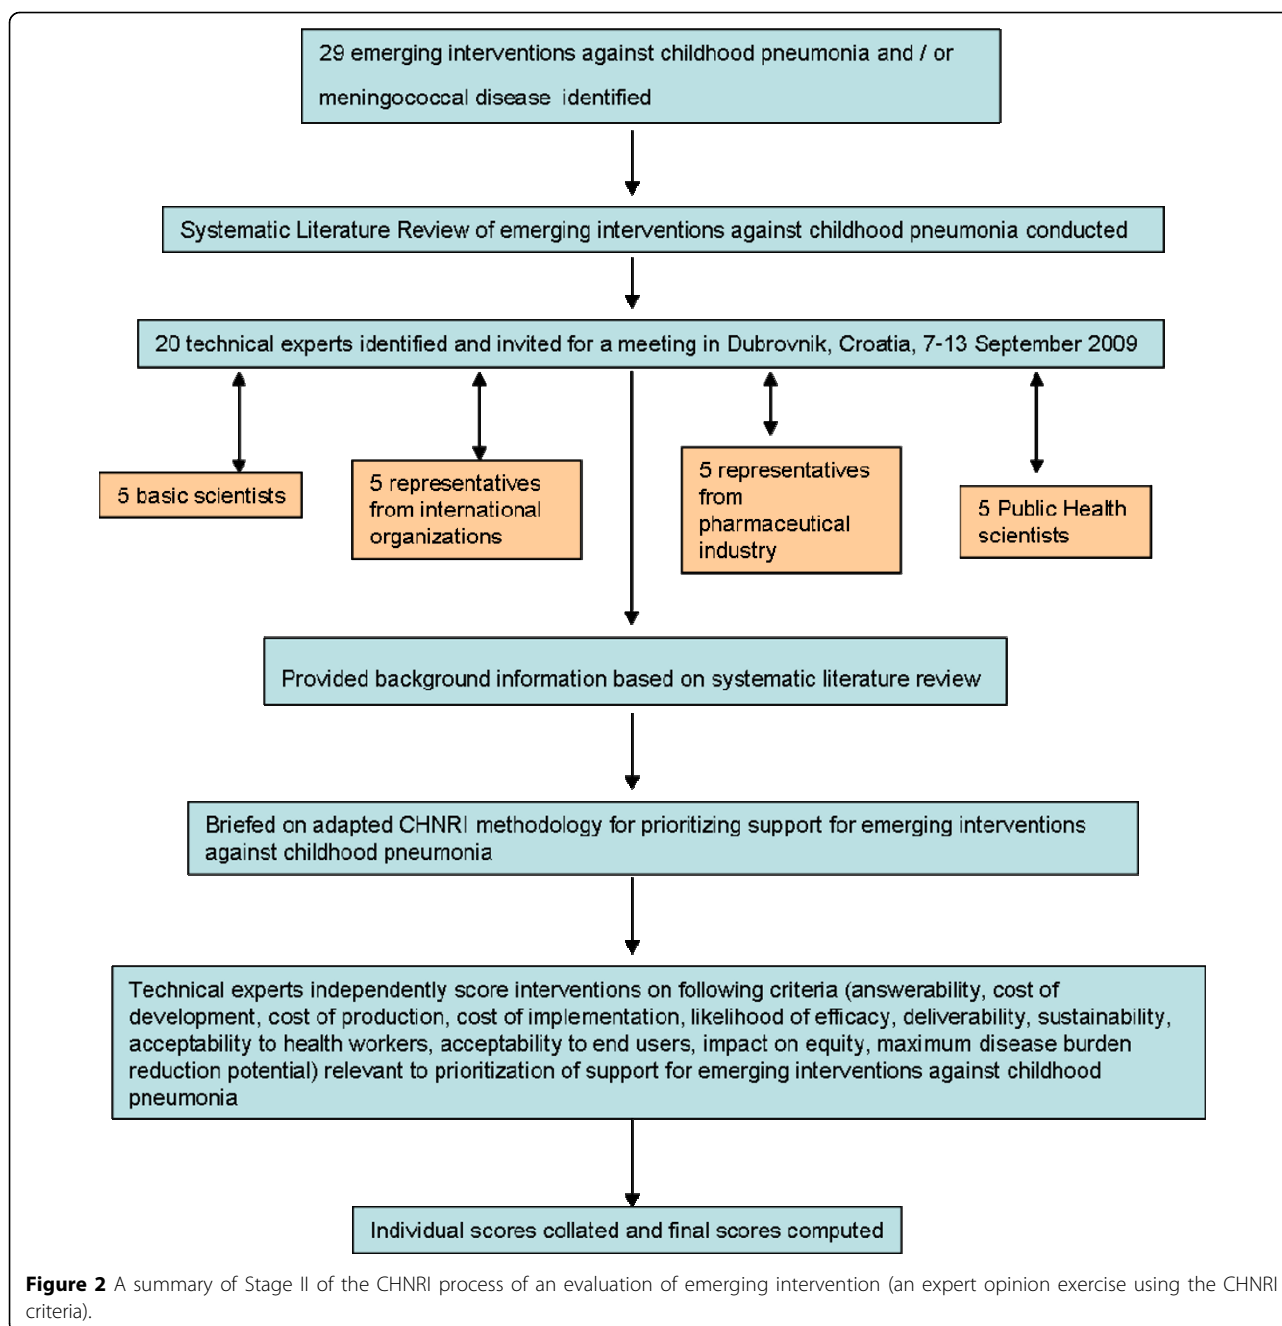 29 emerging interventions against childhood pneumonia and / or
meningococcal disease identified
Systematic Literature Review of emerging interventions against childhood pneumonia conducted
20 technical experts identified and invited for a meeting in Dubrovnik, Croatia, 7-13 September 2009
5 basic scientists
5 representatives
from international
organizations
5 representatives
from
pharmaceutical
industry
5 Public Health
scientists
Provided background information based on systematic literature review
Briefed on adapted CHNRI methodology for prioritizing support for emerging interventions
against childhood pneumonia
Technical experts independently score interventions on following criteria (answerability, cost of
development, cost of production, cost of implementation, likelihood of efficacy, deliverability, sustainability,
acceptability to health workers, acceptability to end users, impact on equity, maximum disease burden
reduction potential) relevant to prioritization of support for emerging interventions against childhood
pneumonia
Individual scores collated and final scores computed
Figure 2 A summary of Stage II of the CHNRI process of an evaluation of emerging intervention (an expert opinion exercise using the CHNRI
criteria).